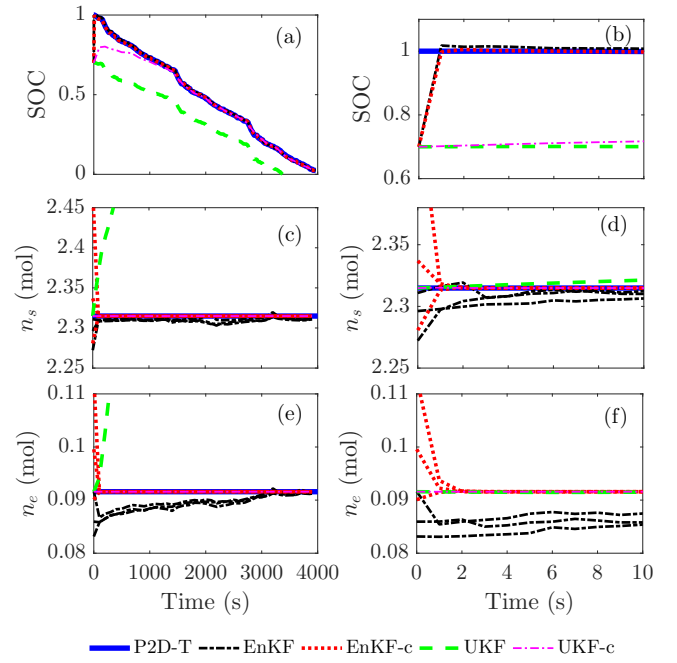 1
0.5
0
SOC
(a)
1
0.8
0.6
SOC
(b)
2.45
2.4
2.35
2.3
2.25
n_s (mol)
(c)
2.35
2.3
2.25
n_s (mol)
(d)
0.11
0.1
0.09
0.08
n_e (mol)
(e)
0 1000 2000 3000 4000
Time (s)
0.11
0.1
0.09
0.08
n_e (mol)
(f)
0 2 4 6 8 10
Time (s)
P2D-T EnKF EnKF-c UKF UKF-c